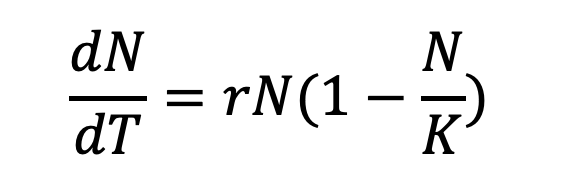 dN/dT = rN(1 − N/K)